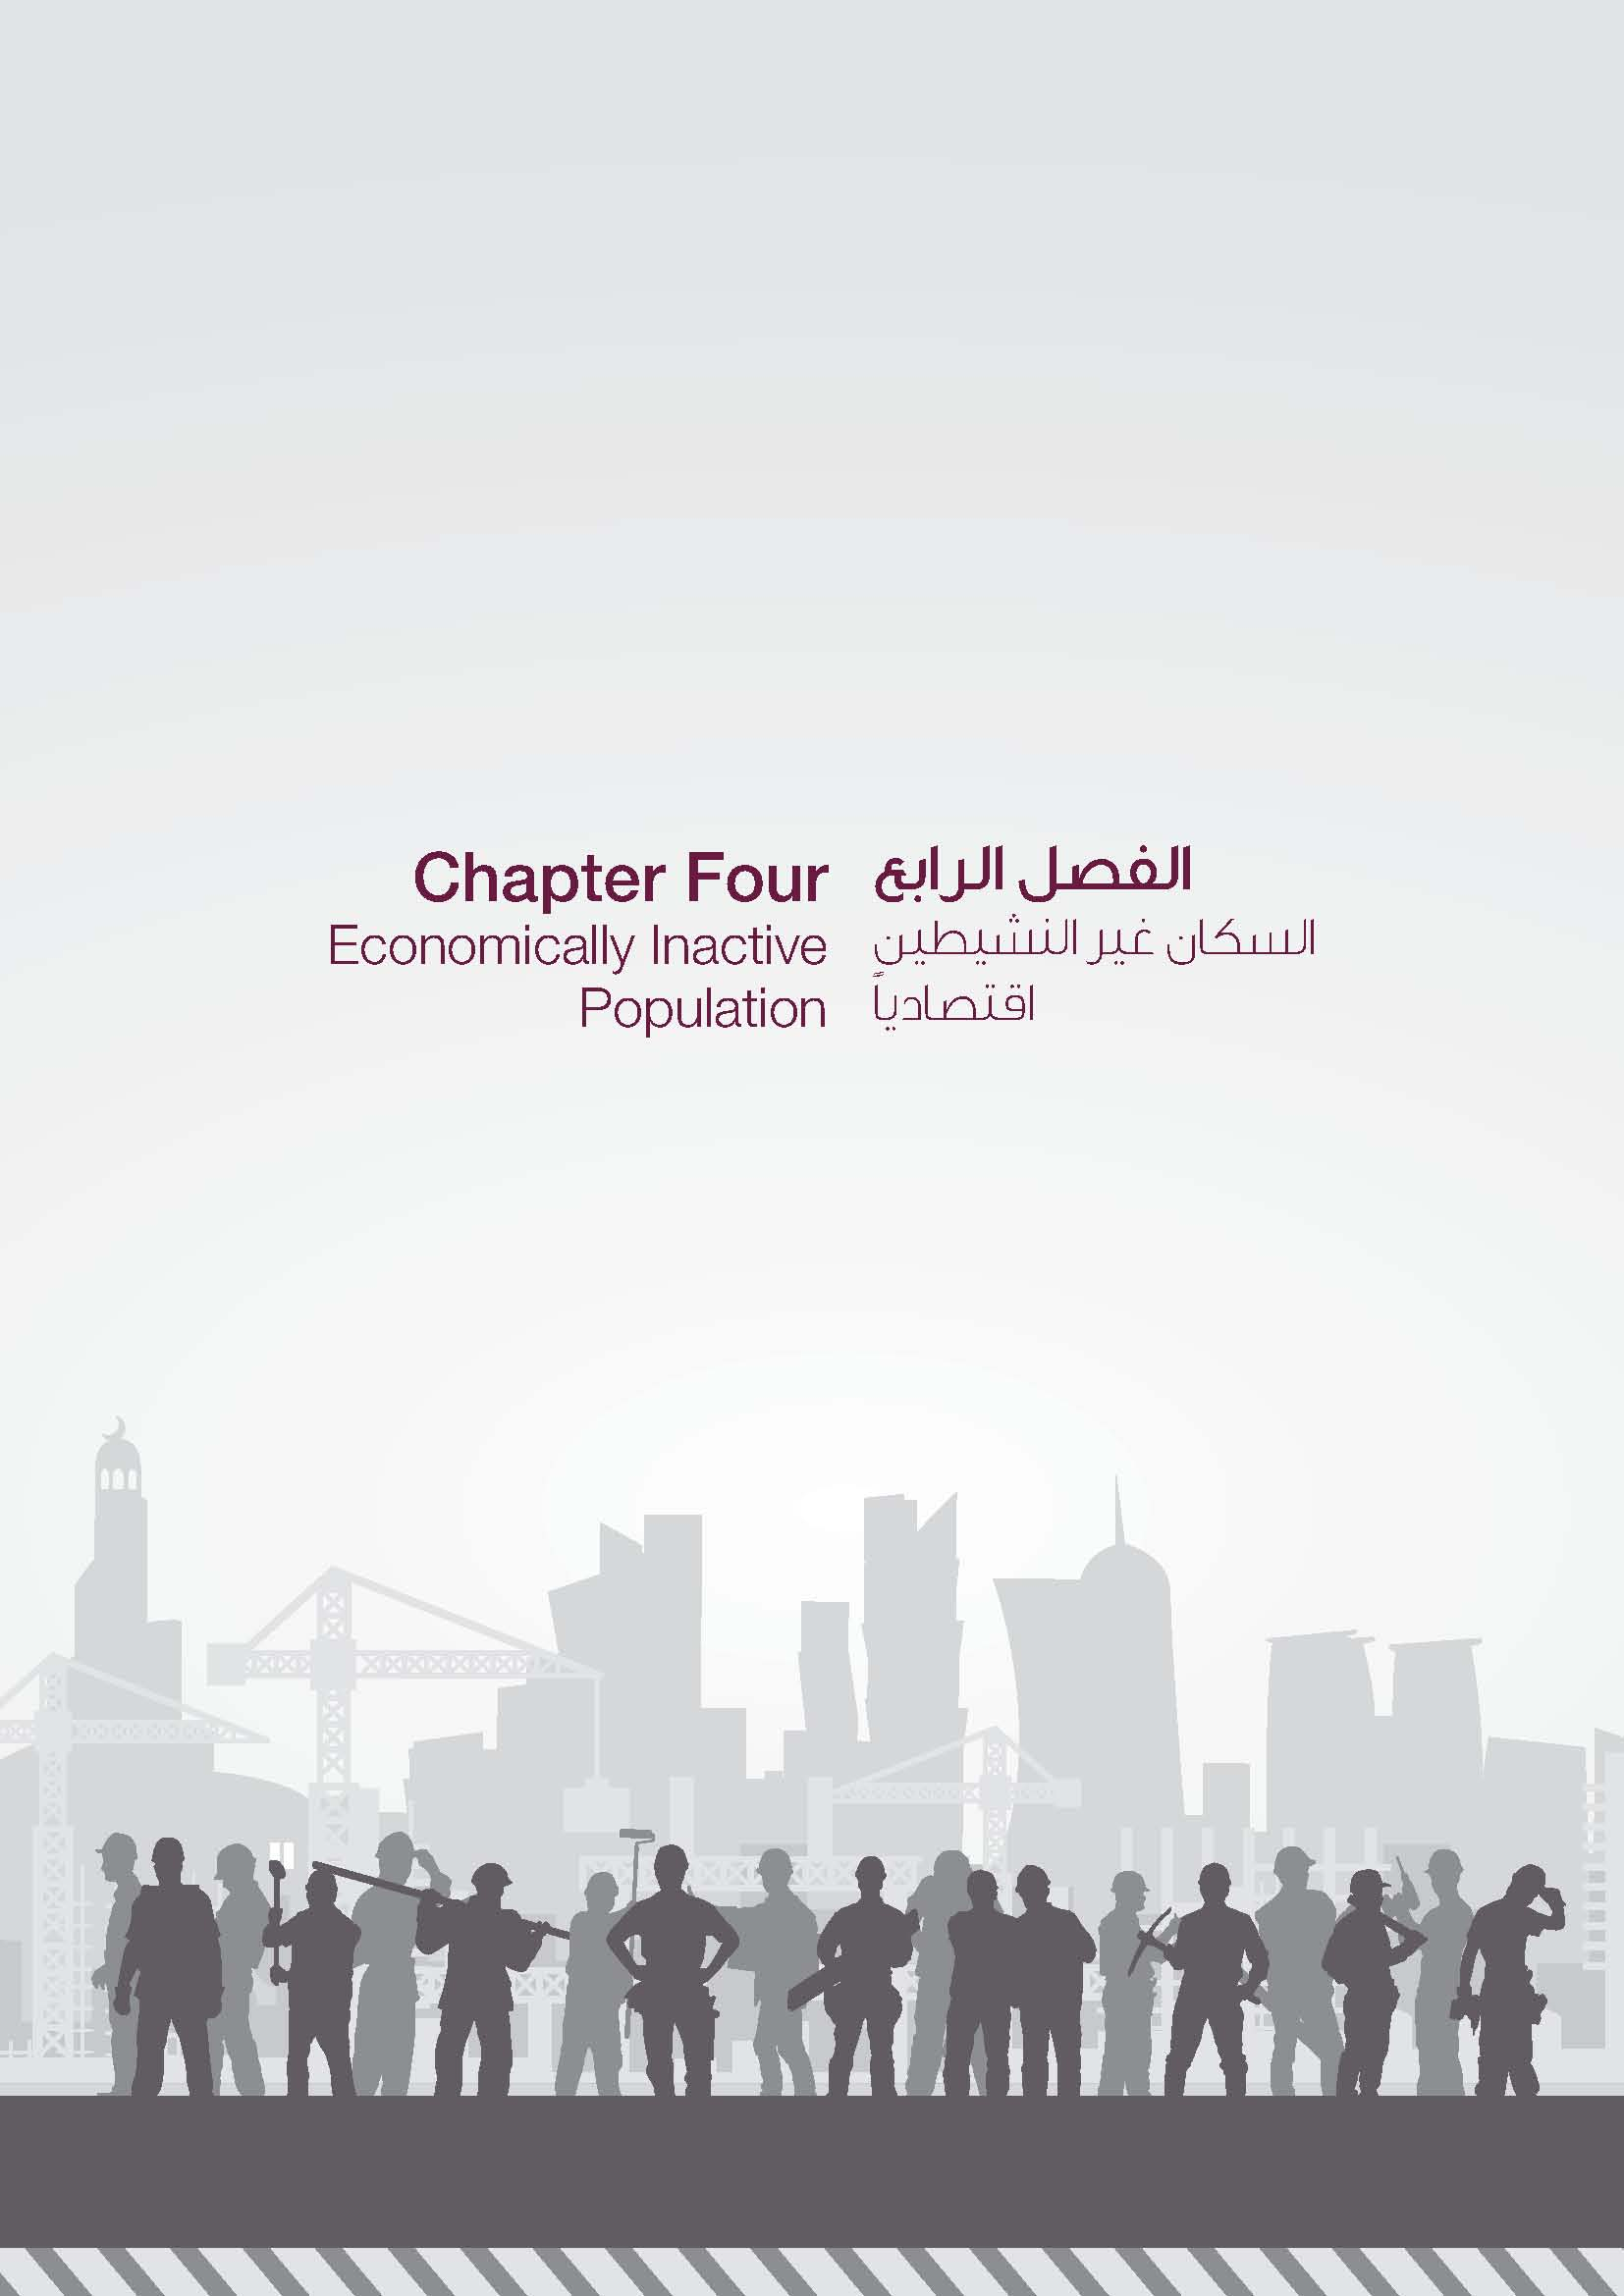 Chapter Four
Economically Inactive
Population
الفصل الرابع
السكان غير النشيطين
اقتصادياً